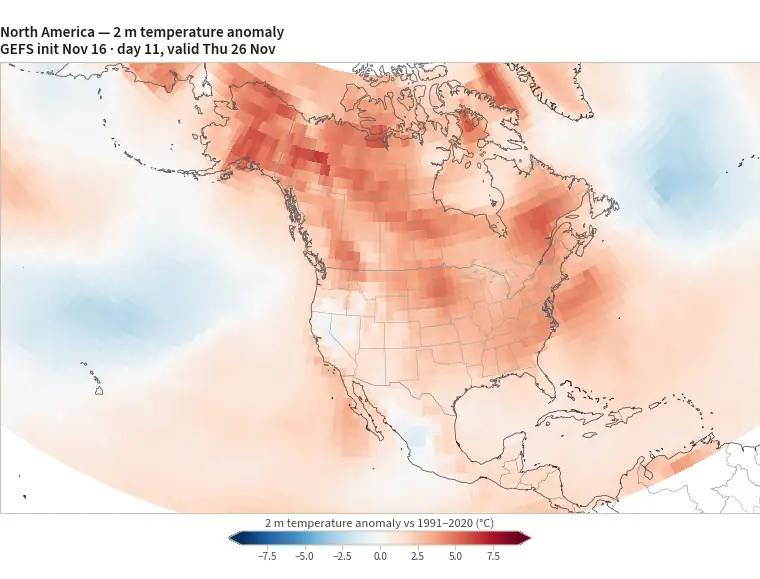 North America — 2 m temperature anomaly
GEFS init Nov 16 · day 11, valid Thu 26 Nov
2 m temperature anomaly vs 1991–2020 (°C)
−7.5 −5.0 −2.5 0.0 2.5 5.0 7.5